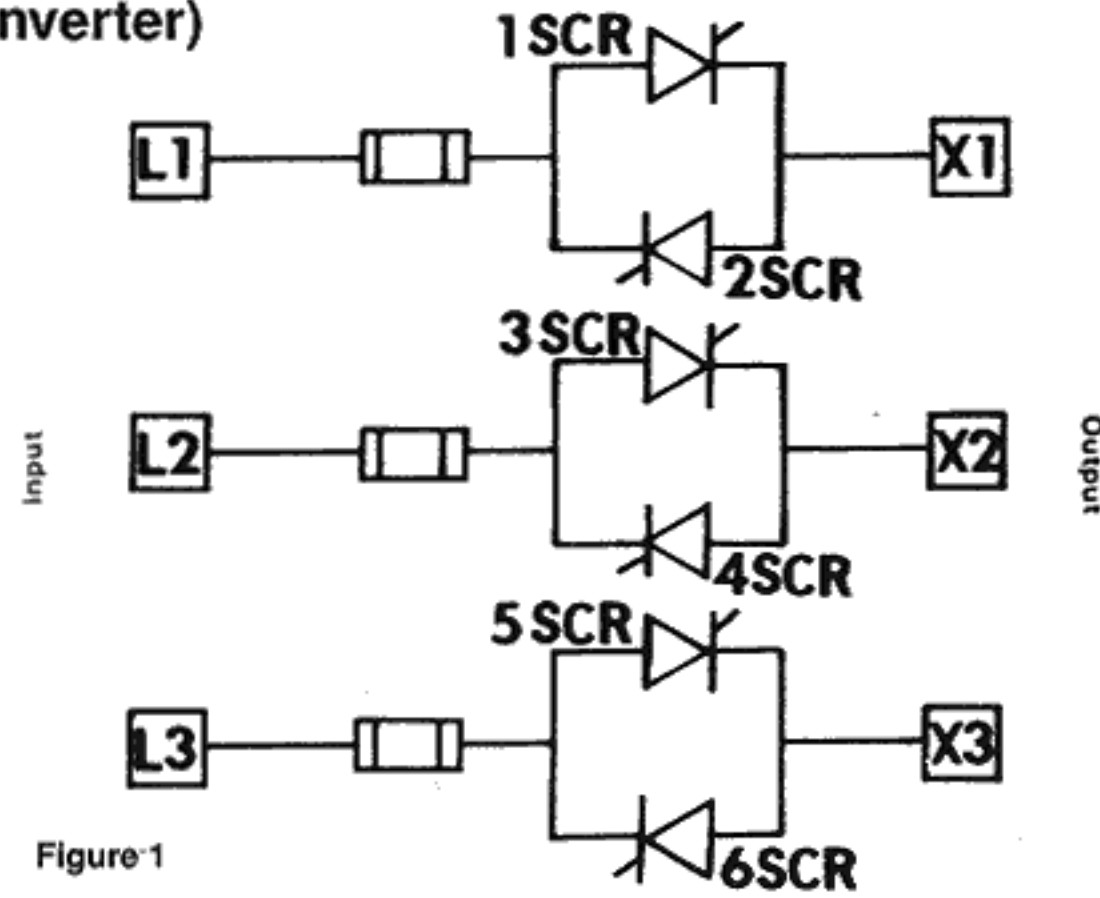 nverter)
1SCR
L1
X1
2SCR
3SCR
Input
L2
X2
Output
4SCR
5SCR
L3
X3
Figure 1
6SCR